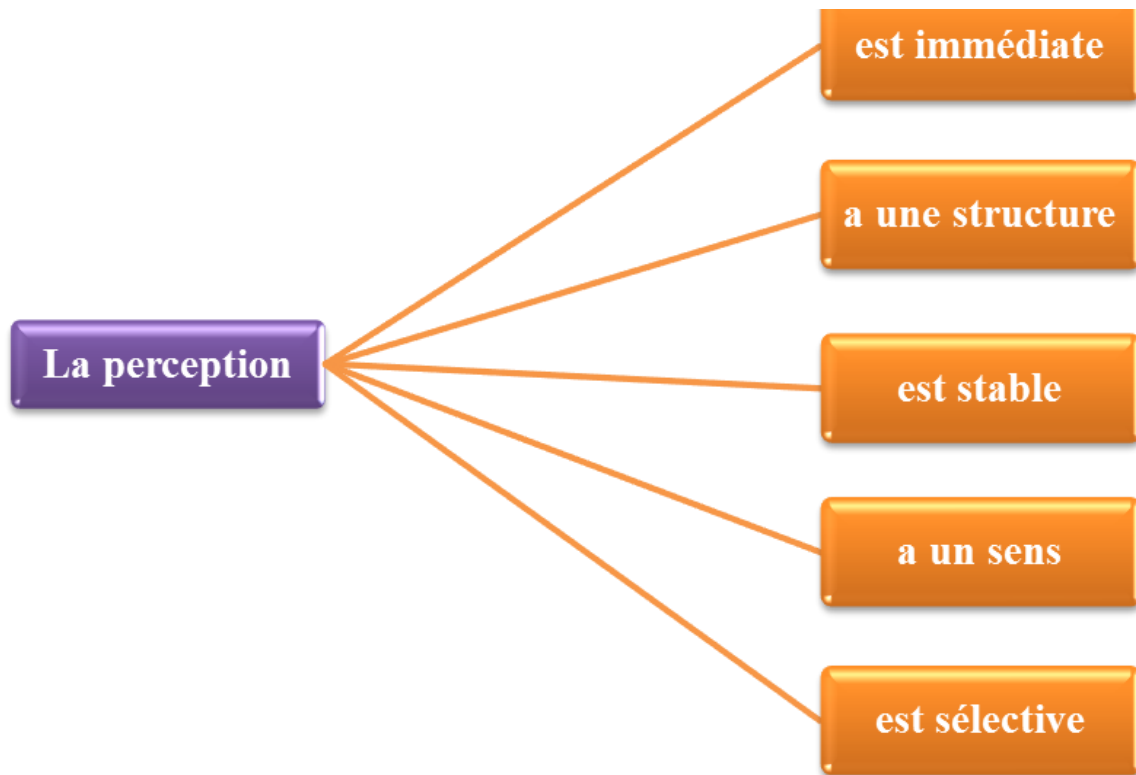 est immédiate
a une structure
La perception
est stable
a un sens
est sélective